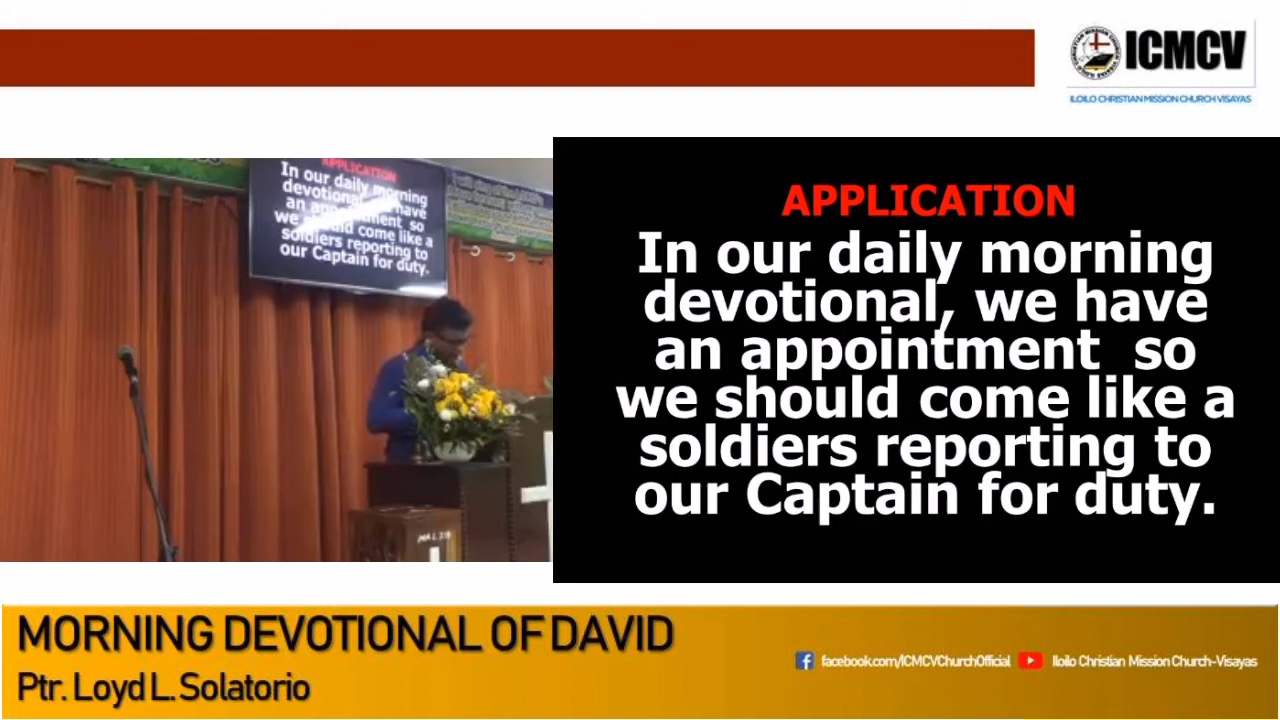 ICMCV
ILOILO CHRISTIAN MISSION CHURCH VISAYAS
APPLICATION
In our daily morning
devotional, we have
an appointment so
we should come like a
soldiers reporting to
our Captain for duty.
APPLICATION
In our daily morning
devotional, we have
an appointment so
we should come like a
soldiers reporting to
our Captain for duty.
MAL 3:10
MORNING DEVOTIONAL OF DAVID
Ptr. Loyd L. Solatorio
facebook.com/ICMCVChurchOfficial
Iloilo Christian Mission Church-Visayas